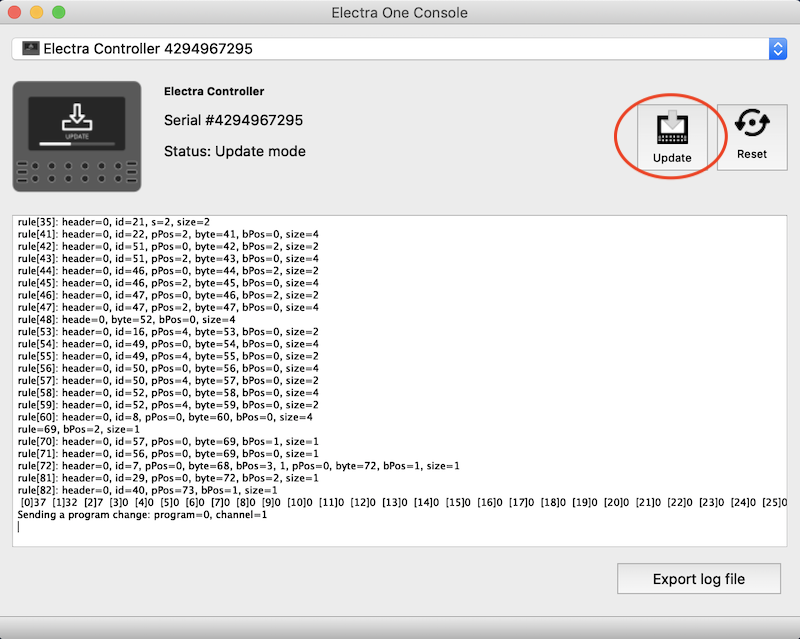 Electra One Console
Electra Controller 4294967295
UPDATE
Electra Controller
Serial #4294967295
Status: Update mode
Update
Reset
rule[35]: header=0, id=21, s=2, size=2
rule[41]: header=0, id=22, pPos=2, byte=41, bPos=0, size=4
rule[42]: header=0, id=51, pPos=0, byte=42, bPos=2, size=2
rule[43]: header=0, id=51, pPos=2, byte=43, bPos=0, size=4
rule[44]: header=0, id=46, pPos=0, byte=44, bPos=2, size=2
rule[45]: header=0, id=46, pPos=2, byte=45, bPos=0, size=4
rule[46]: header=0, id=47, pPos=0, byte=46, bPos=2, size=2
rule[47]: header=0, id=47, pPos=2, byte=47, bPos=0, size=4
rule[48]: heade=0, byte=52, bPos=0, size=4
rule[53]: header=0, id=16, pPos=4, byte=53, bPos=0, size=2
rule[54]: header=0, id=49, pPos=0, byte=54, bPos=0, size=4
rule[55]: header=0, id=49, pPos=4, byte=55, bPos=0, size=2
rule[56]: header=0, id=50, pPos=0, byte=56, bPos=0, size=4
rule[57]: header=0, id=50, pPos=4, byte=57, bPos=0, size=2
rule[58]: header=0, id=52, pPos=0, byte=58, bPos=0, size=4
rule[59]: header=0, id=52, pPos=4, byte=59, bPos=0, size=2
rule[60]: header=0, id=8, pPos=0, byte=60, bPos=0, size=4
rule=69, bPos=2, size=1
rule[70]: header=0, id=57, pPos=0, byte=69, bPos=1, size=1
rule[71]: header=0, id=56, pPos=0, byte=69, bPos=0, size=1
rule[72]: header=0, id=7, pPos=0, byte=68, bPos=3, 1, pPos=0, byte=72, bPos=1, size=1
rule[81]: header=0, id=29, pPos=0, byte=72, bPos=2, size=1
rule[82]: header=0, id=40, pPos=73, bPos=1, size=1
[0]37 [1]32 [2]7 [3]0 [4]0 [5]0 [6]0 [7]0 [8]0 [9]0 [10]0 [11]0 [12]0 [13]0 [14]0 [15]0 [16]0 [17]0 [18]0 [19]0 [20]0 [21]0 [22]0 [23]0 [24]0 [25]0
Sending a program change: program=0, channel=1
Export log file